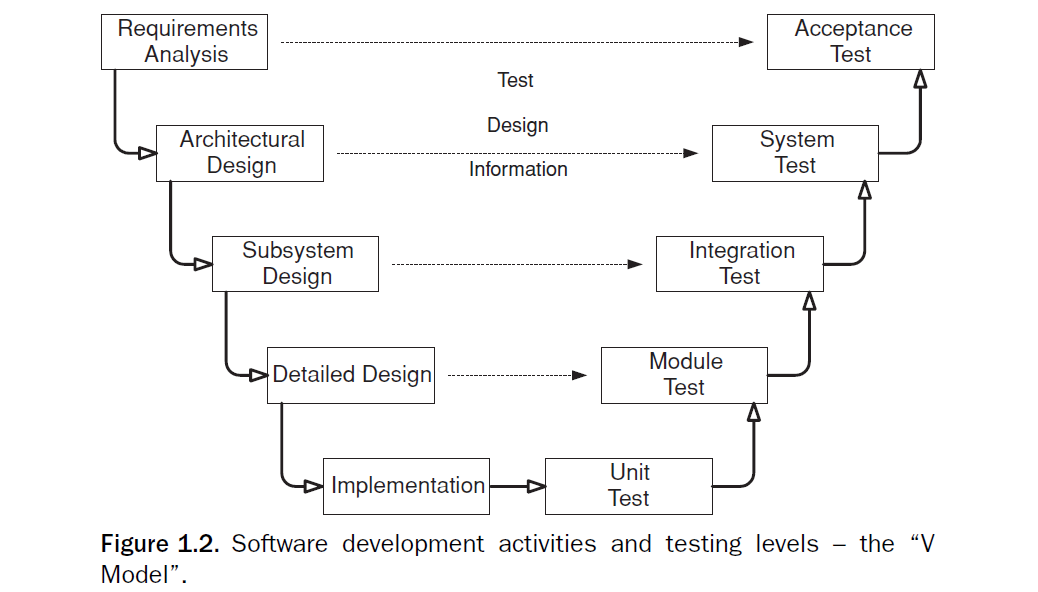 Requirements
Analysis
Acceptance
Test
Test
Design
Information
Architectural
Design
System
Test
Subsystem
Design
Integration
Test
Detailed Design
Module
Test
Implementation
Unit
Test
Figure 1.2. Software development activities and testing levels – the “V
Model”.